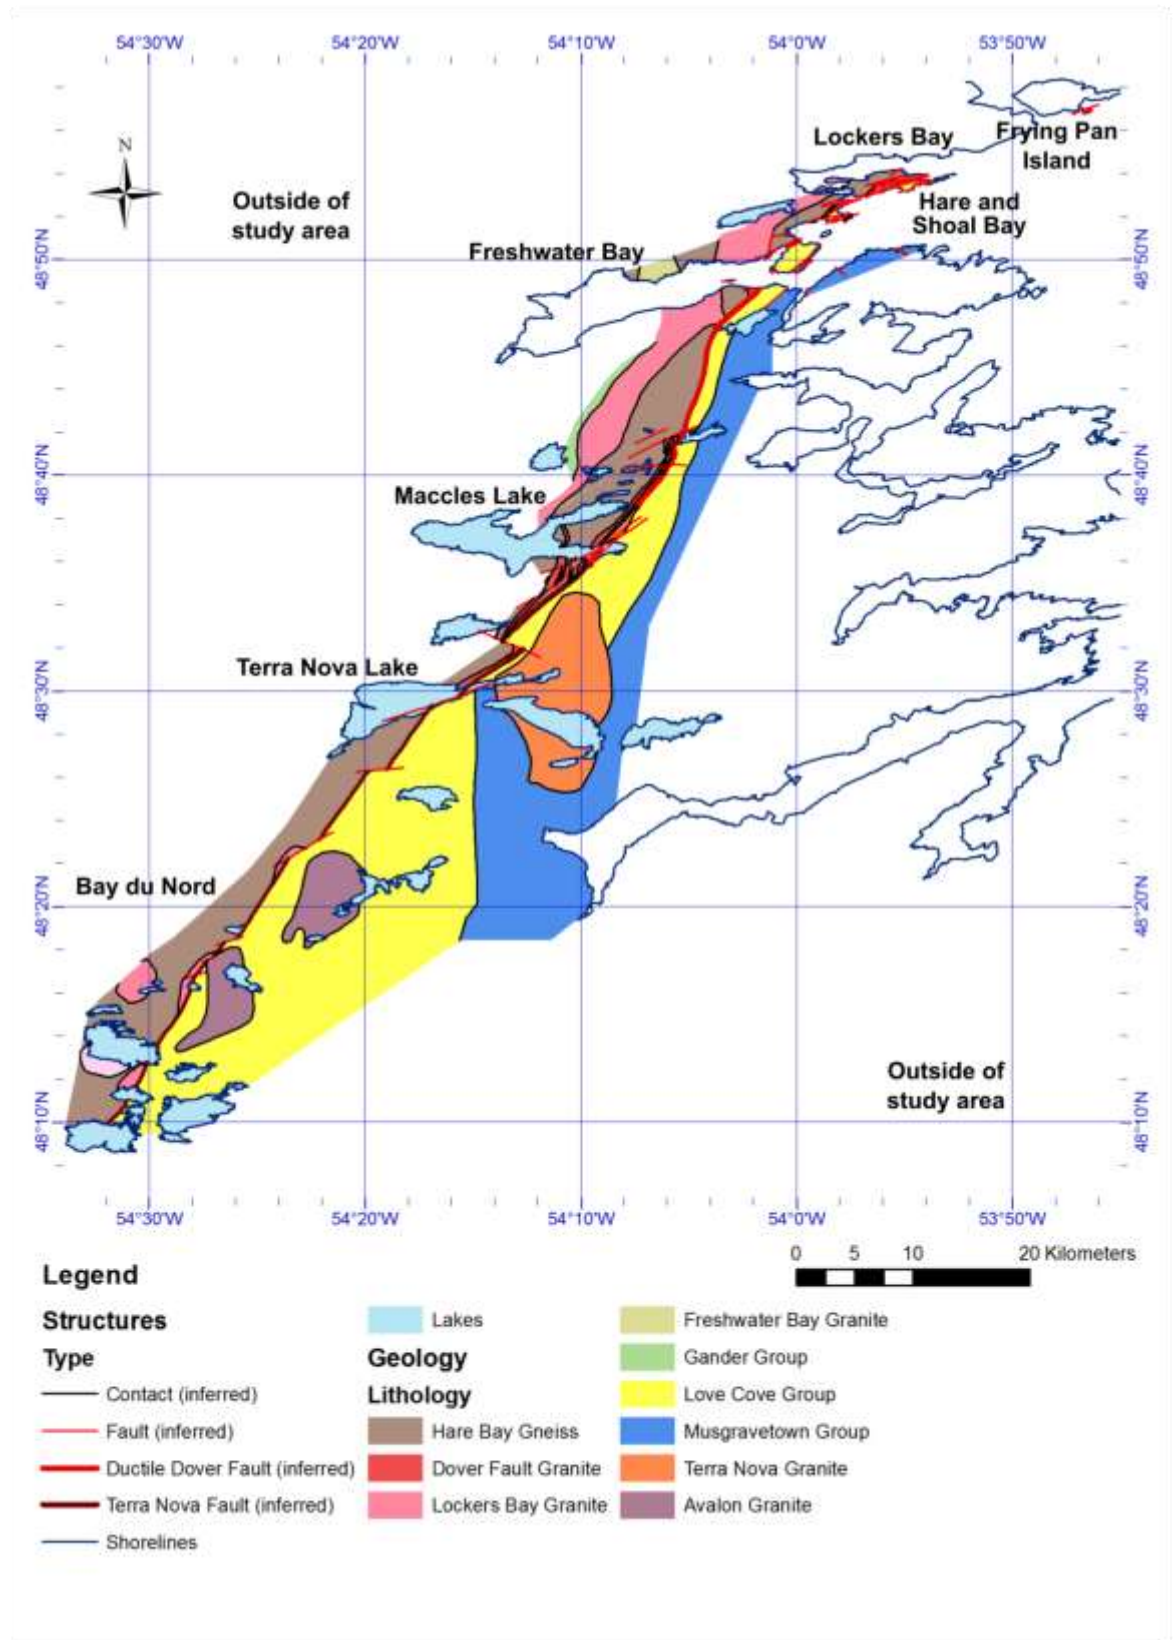 54°30'W 54°20'W 54°10'W 54°0'W 53°50'W
N
Lockers Bay
Frying Pan
Island
Outside of
study area
Hare and
Shoal Bay
Freshwater Bay
48°50'N 48°50'N
48°40'N 48°40'N
Maccles Lake
Terra Nova Lake
48°30'N 48°30'N
Bay du Nord
48°20'N 48°20'N
Outside of
study area
48°10'N 48°10'N
54°30'W 54°20'W 54°10'W 54°0'W 53°50'W
0 5 10 20 Kilometers
Legend
Structures
Type
Contact (inferred)
Fault (inferred)
Ductile Dover Fault (inferred)
Terra Nova Fault (inferred)
Shorelines
Lakes
Geology
Lithology
Hare Bay Gneiss
Dover Fault Granite
Lockers Bay Granite
Freshwater Bay Granite
Gander Group
Love Cove Group
Musgravetown Group
Terra Nova Granite
Avalon Granite